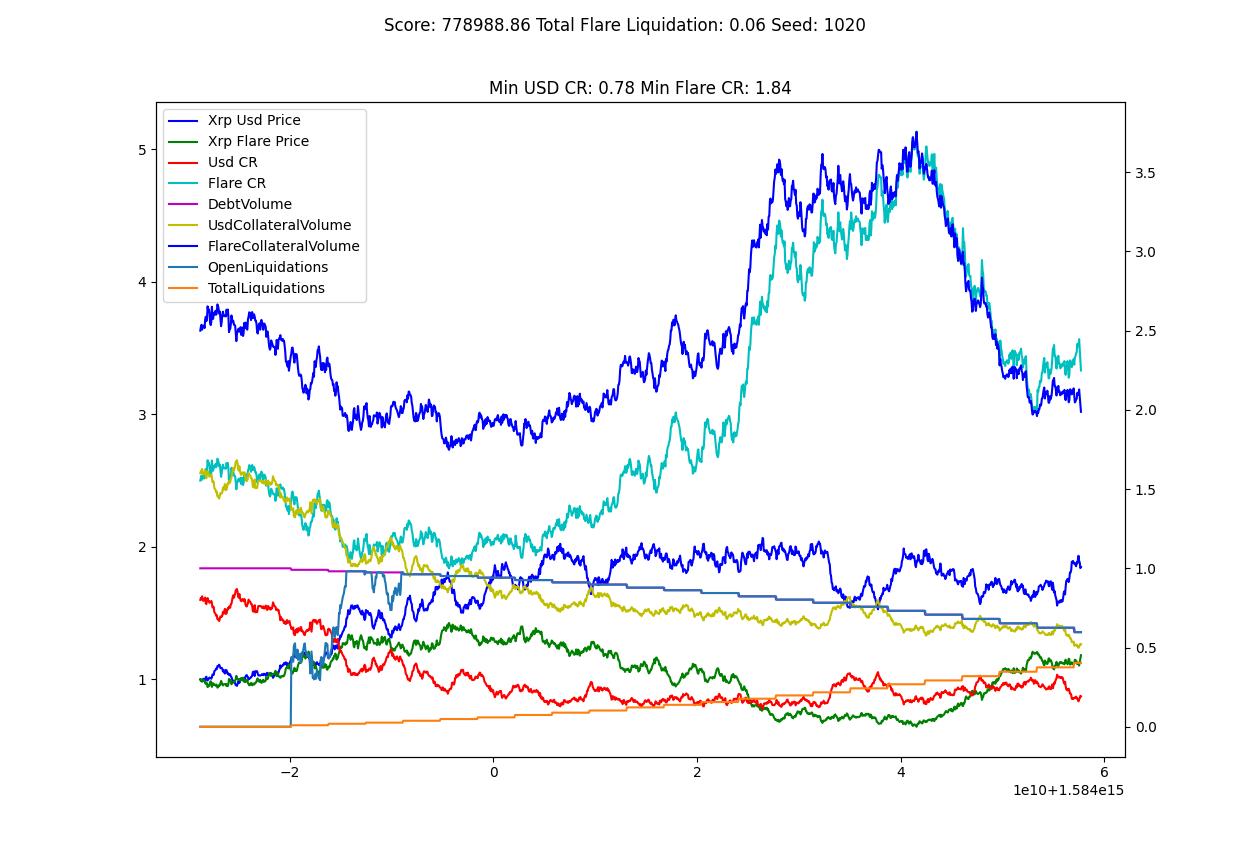 Score: 778988.86 Total Flare Liquidation: 0.06 Seed: 1020
Min USD CR: 0.78 Min Flare CR: 1.84
Xrp Usd Price
Xrp Flare Price
Usd CR
Flare CR
DebtVolume
UsdCollateralVolume
FlareCollateralVolume
OpenLiquidations
TotalLiquidations
5
4
3
2
1
3.5
3.0
2.5
2.0
1.5
1.0
0.5
0.0
−2 0 2 4 6
1e10+1.584e15